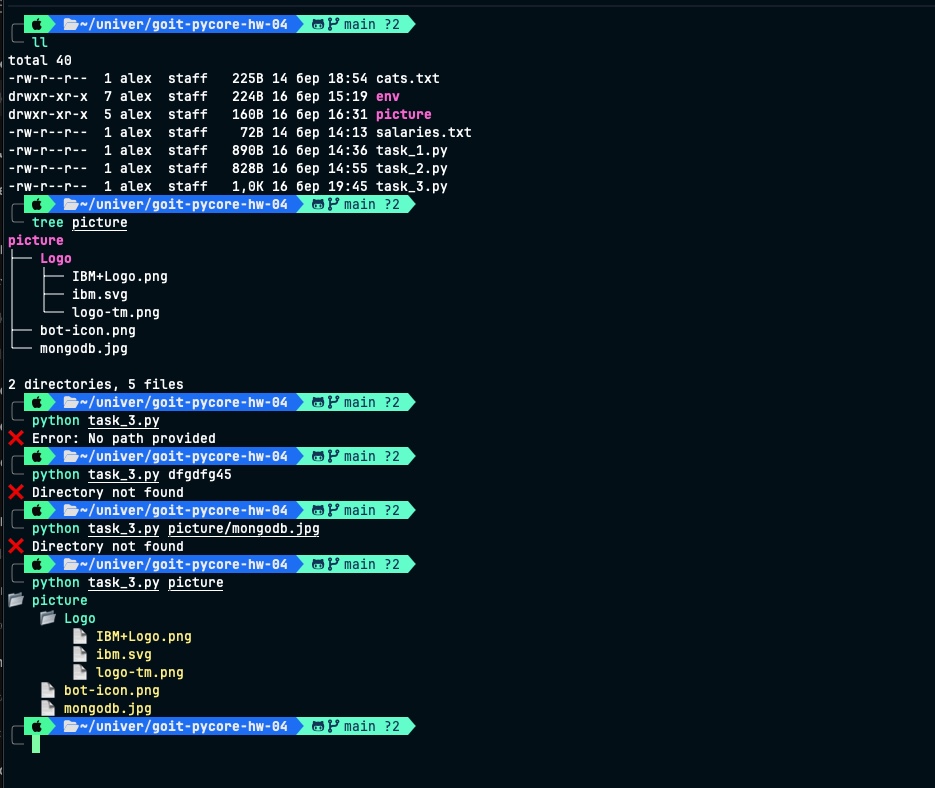 ~/univer/goit-pycore-hw-04 main ?2
ll
total 40
-rw-r--r-- 1 alex staff 225B 14 бер 18:54 cats.txt
drwxr-xr-x 7 alex staff 224B 16 бер 15:19 env
drwxr-xr-x 5 alex staff 160B 16 бер 16:31 picture
-rw-r--r-- 1 alex staff 72B 14 бер 14:13 salaries.txt
-rw-r--r-- 1 alex staff 890B 16 бер 14:36 task_1.py
-rw-r--r-- 1 alex staff 828B 16 бер 14:55 task_2.py
-rw-r--r-- 1 alex staff 1,0K 16 бер 19:45 task_3.py
~/univer/goit-pycore-hw-04 main ?2
tree picture
picture
├── Logo
│   ├── IBM+Logo.png
│   ├── ibm.svg
│   └── logo-tm.png
├── bot-icon.png
└── mongodb.jpg
2 directories, 5 files
~/univer/goit-pycore-hw-04 main ?2
python task_3.py
❌ Error: No path provided
~/univer/goit-pycore-hw-04 main ?2
python task_3.py dfgdfg45
❌ Directory not found
~/univer/goit-pycore-hw-04 main ?2
python task_3.py picture/mongodb.jpg
❌ Directory not found
~/univer/goit-pycore-hw-04 main ?2
python task_3.py picture
picture
Logo
IBM+Logo.png
ibm.svg
logo-tm.png
bot-icon.png
mongodb.jpg
~/univer/goit-pycore-hw-04 main ?2